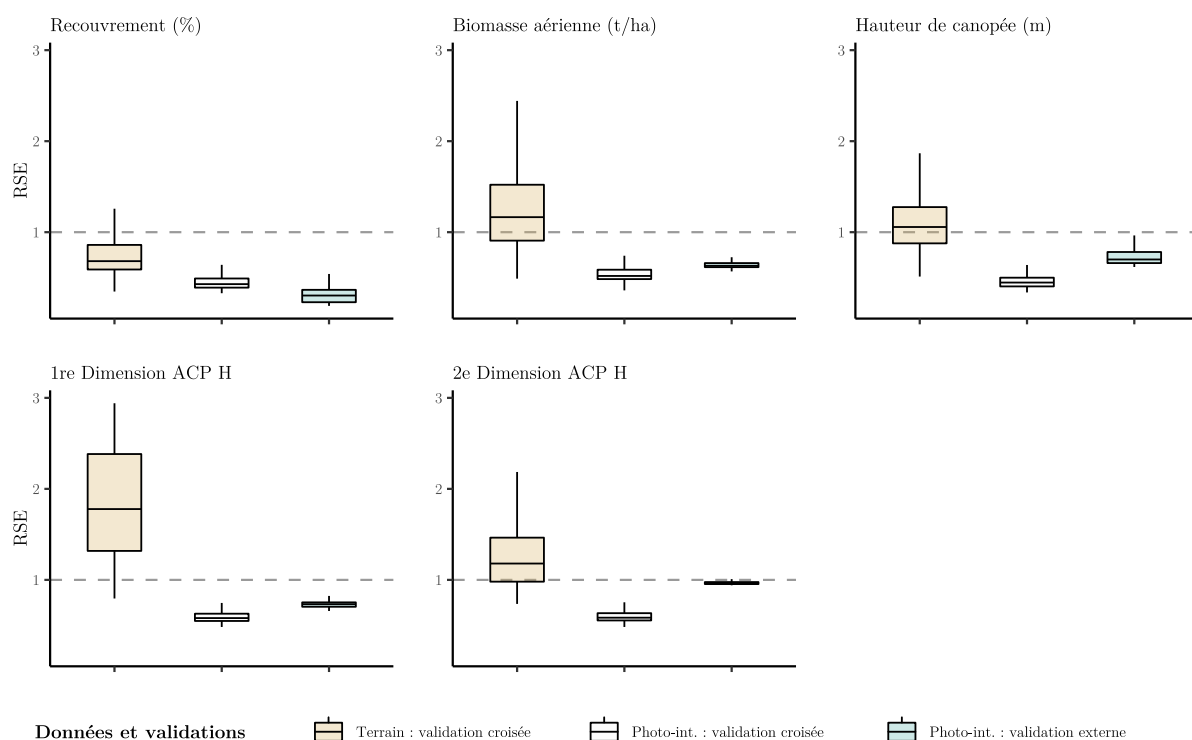 Recouvrement (%)
Biomasse aérienne (t/ha)
Hauteur de canopée (m)
3
3
3
2
2
2
RSE
1
1
1
1re Dimension ACP H
2e Dimension ACP H
3
3
2
2
RSE
1
1
Données et validations
Terrain : validation croisée
Photo-int. : validation croisée
Photo-int. : validation externe